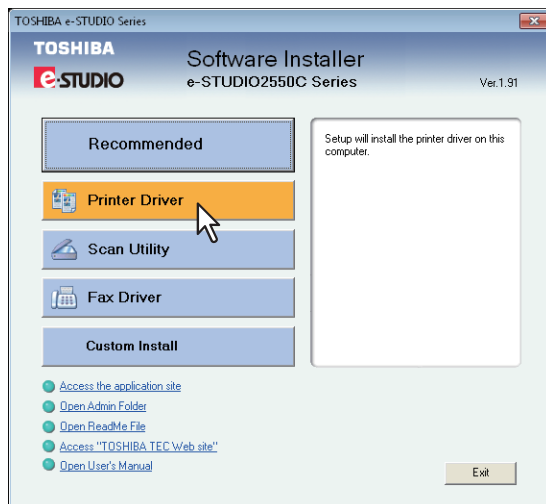 TOSHIBA e-STUDIO Series
TOSHIBA
e-STUDIO
Software Installer
e-STUDIO2550C Series
Ver.1.91
Recommended
Printer Driver
Scan Utility
Fax Driver
Custom Install
Setup will install the printer driver on this
computer.
Access the application site
Open Admin Folder
Open ReadMe File
Access "TOSHIBA TEC Web site"
Open User's Manual
Exit